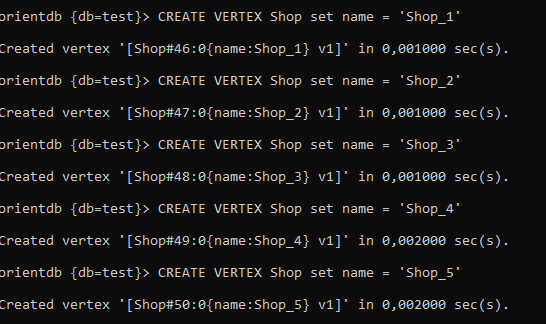 orientdb {db=test}> CREATE VERTEX Shop set name = 'Shop_1'
Created vertex '[Shop#46:0{name:Shop_1} v1]' in 0,001000 sec(s).
orientdb {db=test}> CREATE VERTEX Shop set name = 'Shop_2'
Created vertex '[Shop#47:0{name:Shop_2} v1]' in 0,001000 sec(s).
orientdb {db=test}> CREATE VERTEX Shop set name = 'Shop_3'
Created vertex '[Shop#48:0{name:Shop_3} v1]' in 0,001000 sec(s).
orientdb {db=test}> CREATE VERTEX Shop set name = 'Shop_4'
Created vertex '[Shop#49:0{name:Shop_4} v1]' in 0,002000 sec(s).
orientdb {db=test}> CREATE VERTEX Shop set name = 'Shop_5'
Created vertex '[Shop#50:0{name:Shop_5} v1]' in 0,002000 sec(s).